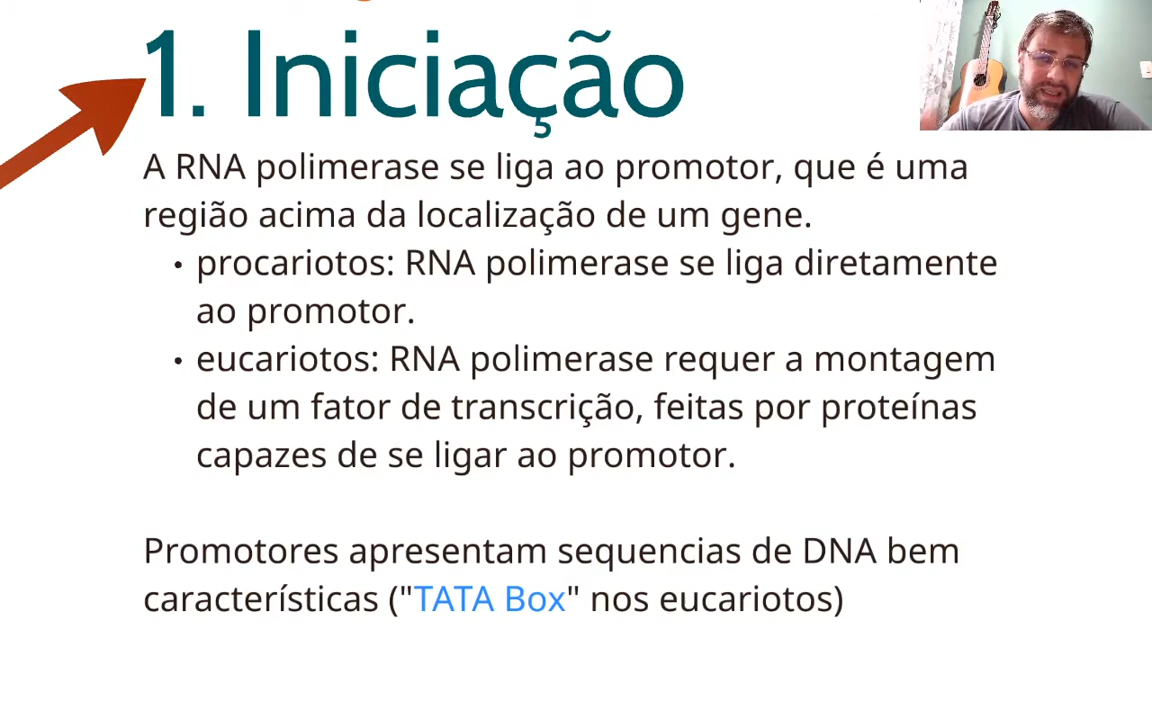 1. Iniciação
A RNA polimerase se liga ao promotor, que é uma
região acima da localização de um gene.
• procariotos: RNA polimerase se liga diretamente
ao promotor.
• eucariotos: RNA polimerase requer a montagem
de um fator de transcrição, feitas por proteínas
capazes de se ligar ao promotor.
Promotores apresentam sequencias de DNA bem
características ("TATA Box" nos eucariotos)